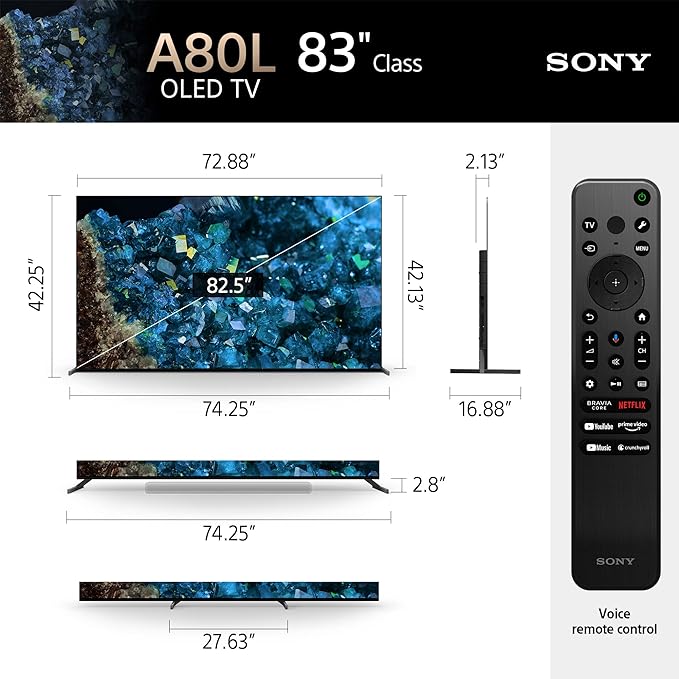 A80L 83" Class
OLED TV
SONY
72.88"
2.13"
42.25"
82.5"
42.13"
74.25"
16.88"
2.8"
74.25"
27.63"
TV
MENU
CH
BRAVIA
CORE
NETFLIX
YouTube
prime video
Music
crunchyroll
SONY
Voice
remote control